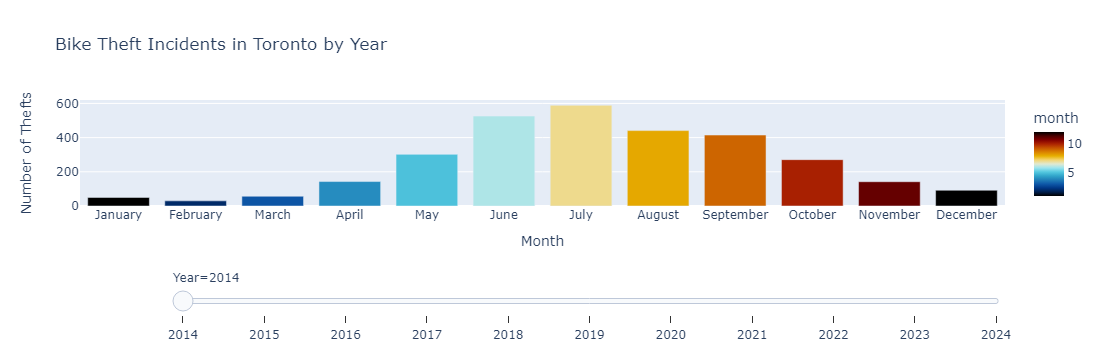 Bike Theft Incidents in Toronto by Year
Number of Thefts
600
400
200
0
January February March April May June July August September October November December
Month
month
10
5
Year=2014
2014 2015 2016 2017 2018 2019 2020 2021 2022 2023 2024